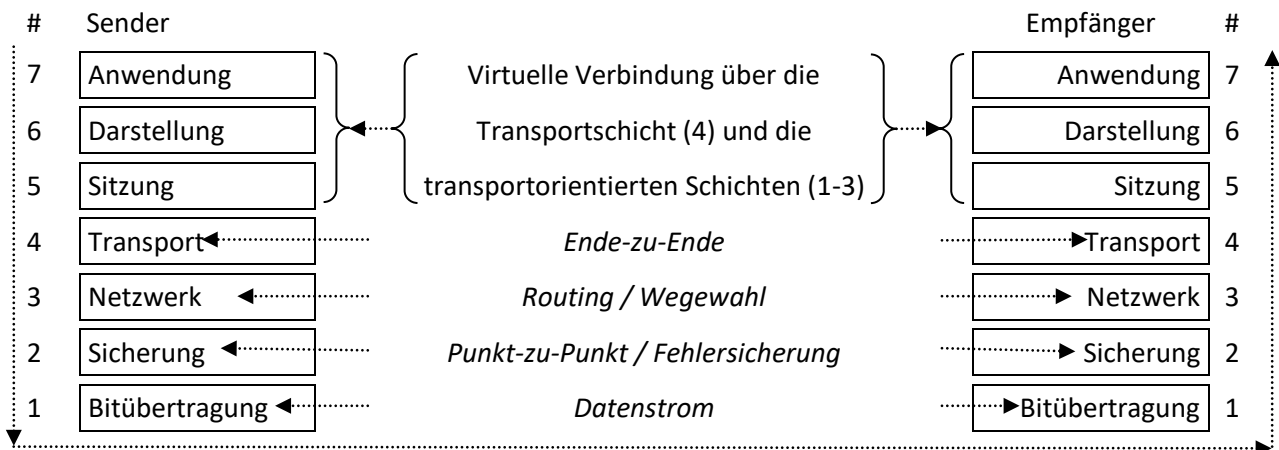 # Sender Empfänger #
7 Anwendung Virtuelle Verbindung über die Anwendung 7
6 Darstellung Transportschicht (4) und die Darstellung 6
5 Sitzung transportorientierten Schichten (1-3) Sitzung 5
4 Transport Ende-zu-Ende Transport 4
3 Netzwerk Routing / Wegewahl Netzwerk 3
2 Sicherung Punkt-zu-Punkt / Fehlersicherung Sicherung 2
1 Bitübertragung Datenstrom Bitübertragung 1